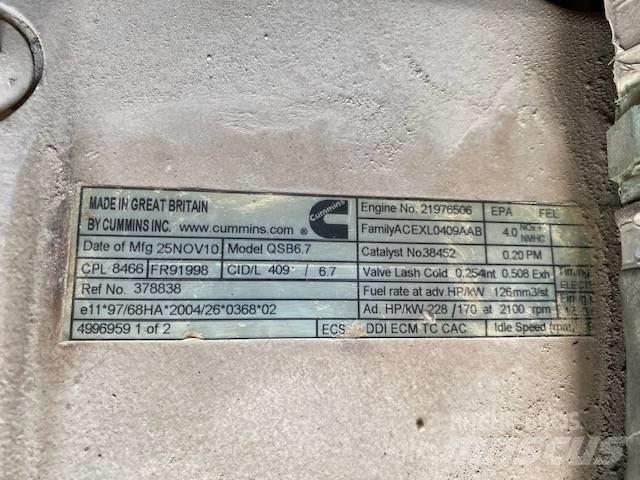 MADE IN GREAT BRITAIN
BY CUMMINS INC. www.cummins.com
Cummins ®
Engine No. 21976506 EPA FEL
FamilyACEXL0409AAB 4.0 NOx+ NMHC
Date of Mfg 25NOV10 Model QSB6.7
Catalyst No38452 0.20 PM
CPL 8466 FR91998 CID/L 409 / 6.7
Valve Lash Cold 0.254Int 0.508 Exh Timing
Ref No. 378838
Fuel rate at adv.HP/kW 126mm3/st
e11*97/68HA*2004/26*0368*02
Ad. HP/kW 228 /170 at 2100 rpm
4996959 1 of 2 ECS DDI ECM TC CAC Idle Speed (rpm)